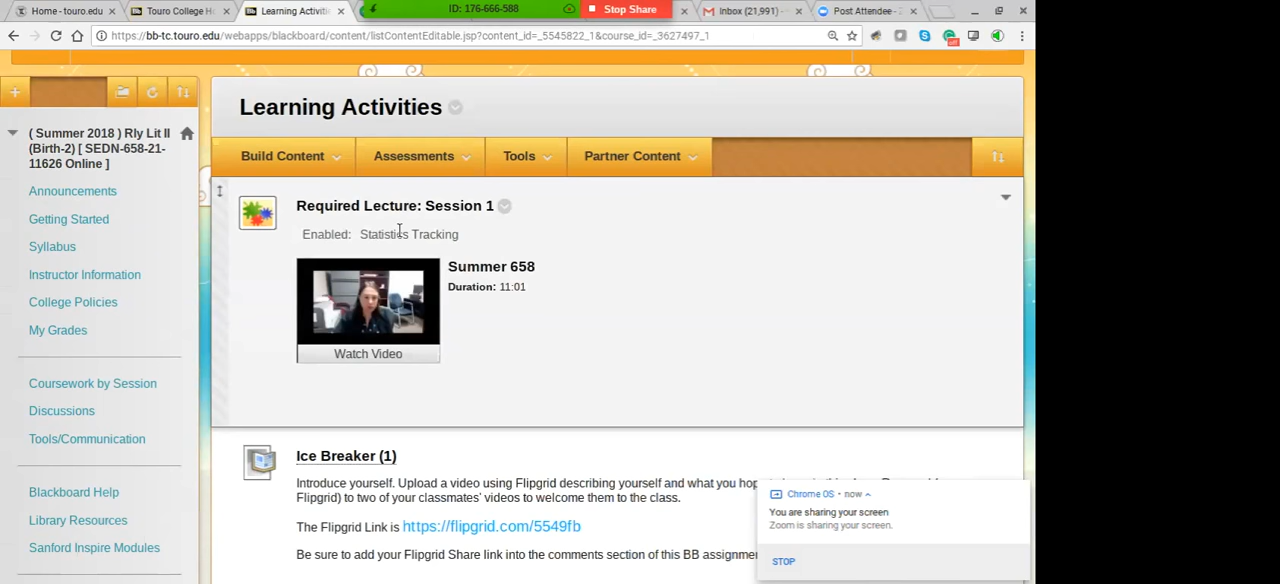 Home - touro.edu
Touro College H
Learning Activiti
ID: 176-666-588
Stop Share
Inbox (21,991) -
Post Attendee - Z
https://bb-tc.touro.edu/webapps/blackboard/content/listContentEditable.jsp?content_id=_5545822_1&course_id=_3627497_1
( Summer 2018 ) Rly Lit II
(Birth-2) [ SEDN-658-21-
11626 Online ]
Announcements
Getting Started
Syllabus
Instructor Information
College Policies
My Grades
Coursework by Session
Discussions
Tools/Communication
Blackboard Help
Library Resources
Sanford Inspire Modules
Learning Activities
Build Content
Assessments
Tools
Partner Content
Required Lecture: Session 1
Enabled: Statistics Tracking
Summer 658
Duration: 11:01
Watch Video
Ice Breaker (1)
Introduce yourself. Upload a video using Flipgrid describing yourself and what you hop
Flipgrid) to two of your classmates' videos to welcome them to the class.
The Flipgrid Link is https://flipgrid.com/5549fb
Be sure to add your Flipgrid Share link into the comments section of this BB assignme
Chrome OS • now
You are sharing your screen
Zoom is sharing your screen.
STOP